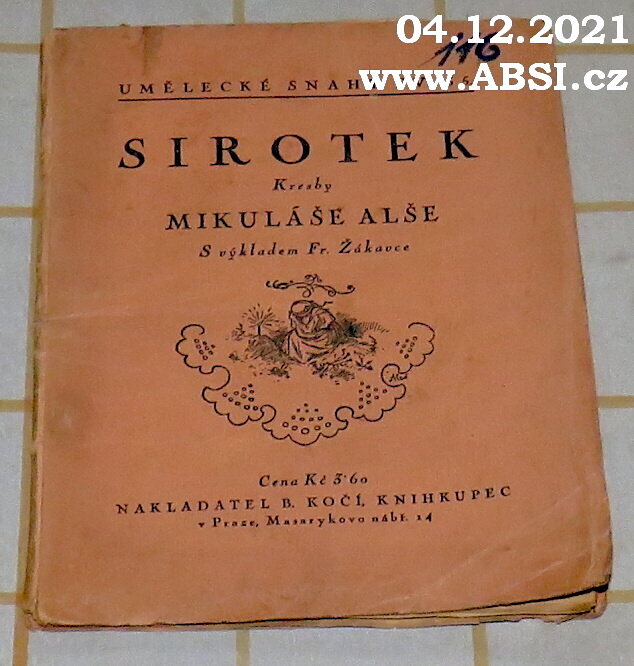 04.12.2021
www.ABSI.cz
146
UMĚLECKÉ
SIROTEK
Kresby
MIKULÁŠE ALŠE
S výkladem Fr. Žákavce
Cena Kč 3·60
NAKLADATEL B. KOČÍ, KNIHKUPEC
v Praze, Masarykovo nábř. 14